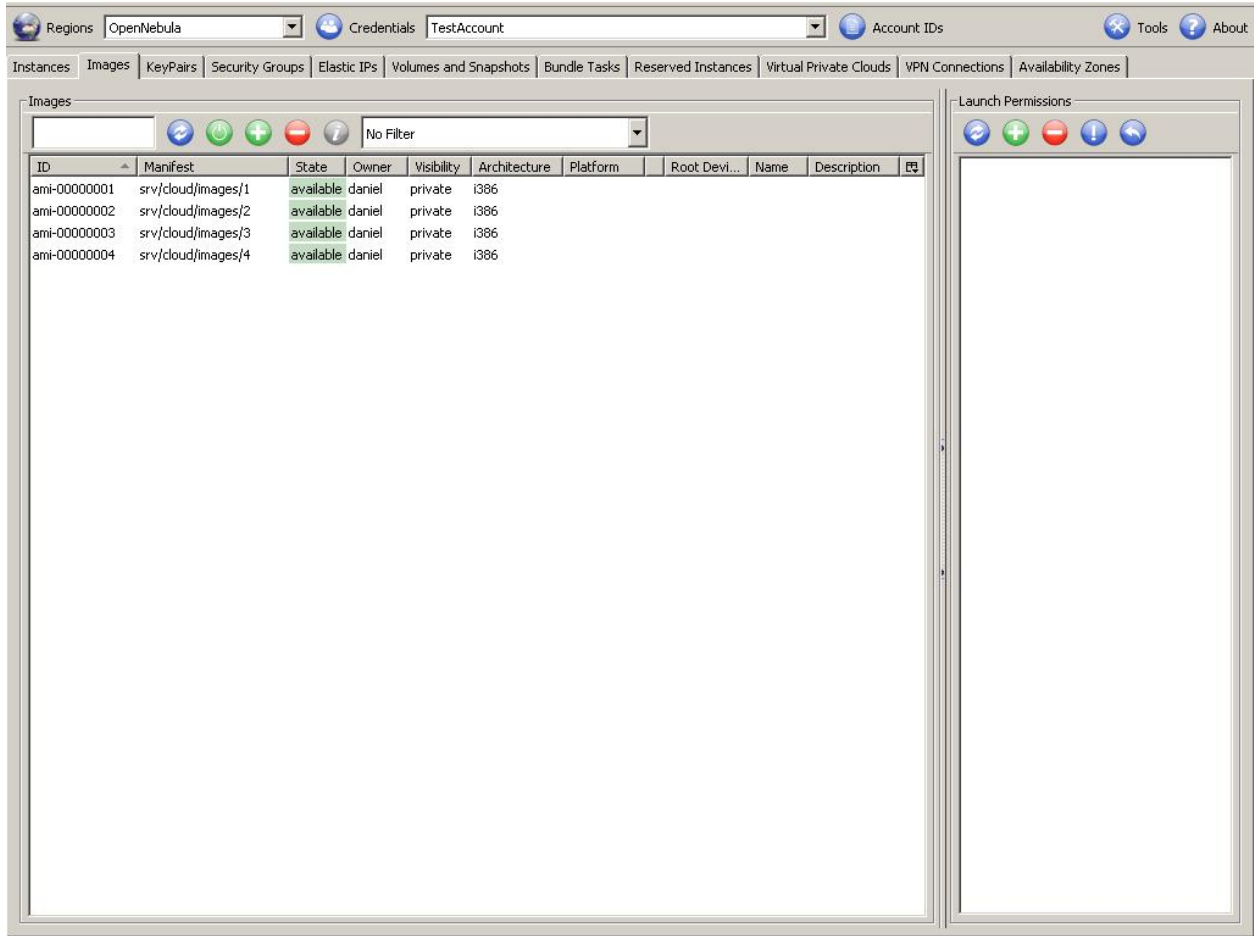 Regions OpenNebula Credentials TestAccount Account IDs Tools About
Instances Images KeyPairs Security Groups Elastic IPs Volumes and Snapshots Bundle Tasks Reserved Instances Virtual Private Clouds VPN Connections Availability Zones
Images
No Filter
ID Manifest State Owner Visibility Architecture Platform Root Devi... Name Description
ami-00000001 srv/cloud/images/1 available daniel private i386
ami-00000002 srv/cloud/images/2 available daniel private i386
ami-00000003 srv/cloud/images/3 available daniel private i386
ami-00000004 srv/cloud/images/4 available daniel private i386
Launch Permissions